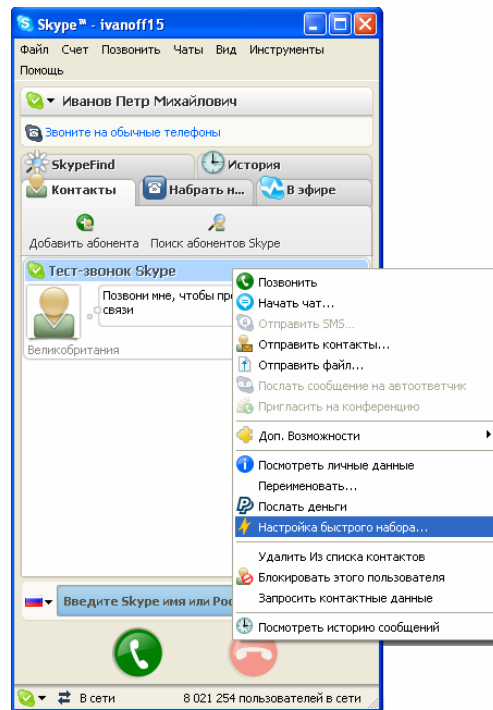 Skype™ - ivanoff15
Файл Счет Позвонить Чаты Вид Инструменты
Помощь
Иванов Петр Михайлович
Звоните на обычные телефоны
SkypeFind История
Контакты Набрать н... В эфире
Добавить абонента Поиск абонентов Skype
Тест-звонок Skype
Позвони мне, чтобы
связи
Великобритания
Позвонить
Начать чат...
Отправить SMS...
Отправить контакты...
Отправить файл...
Послать сообщение на автоответчик
Пригласить на конференцию
Доп. Возможности
Посмотреть личные данные
Переименовать...
Послать деньги
Настройка быстрого набора...
Удалить Из списка контактов
Блокировать этого пользователя
Запросить контактные данные
Посмотреть историю сообщений
Введите Skype имя или
В сети 8 021 254 пользователей в сети